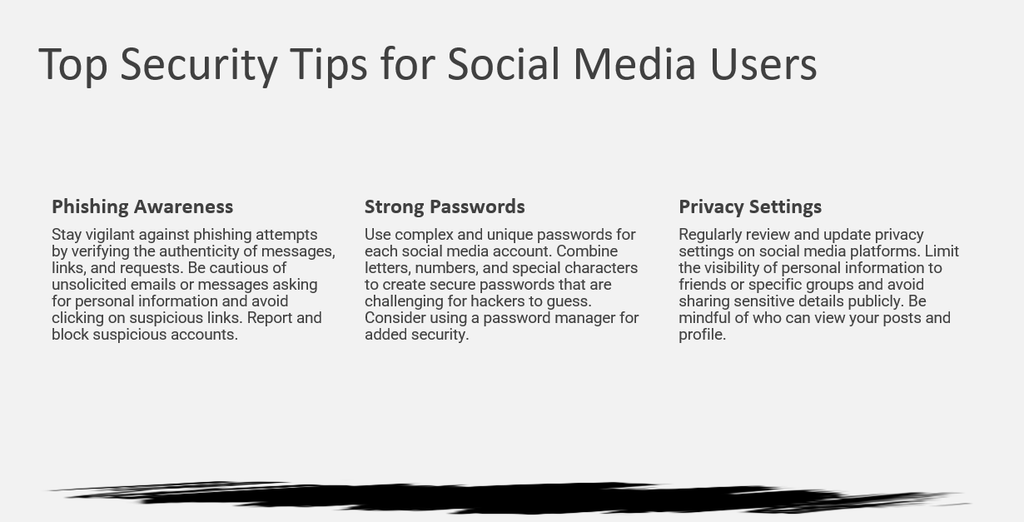 Top Security Tips for Social Media Users
Phishing Awareness
Stay vigilant against phishing attempts
by verifying the authenticity of messages,
links, and requests. Be cautious of
unsolicited emails or messages asking
for personal information and avoid
clicking on suspicious links. Report and
block suspicious accounts.
Strong Passwords
Use complex and unique passwords for
each social media account. Combine
letters, numbers, and special characters
to create secure passwords that are
challenging for hackers to guess.
Consider using a password manager for
added security.
Privacy Settings
Regularly review and update privacy
settings on social media platforms. Limit
the visibility of personal information to
friends or specific groups and avoid
sharing sensitive details publicly. Be
mindful of who can view your posts and
profile.